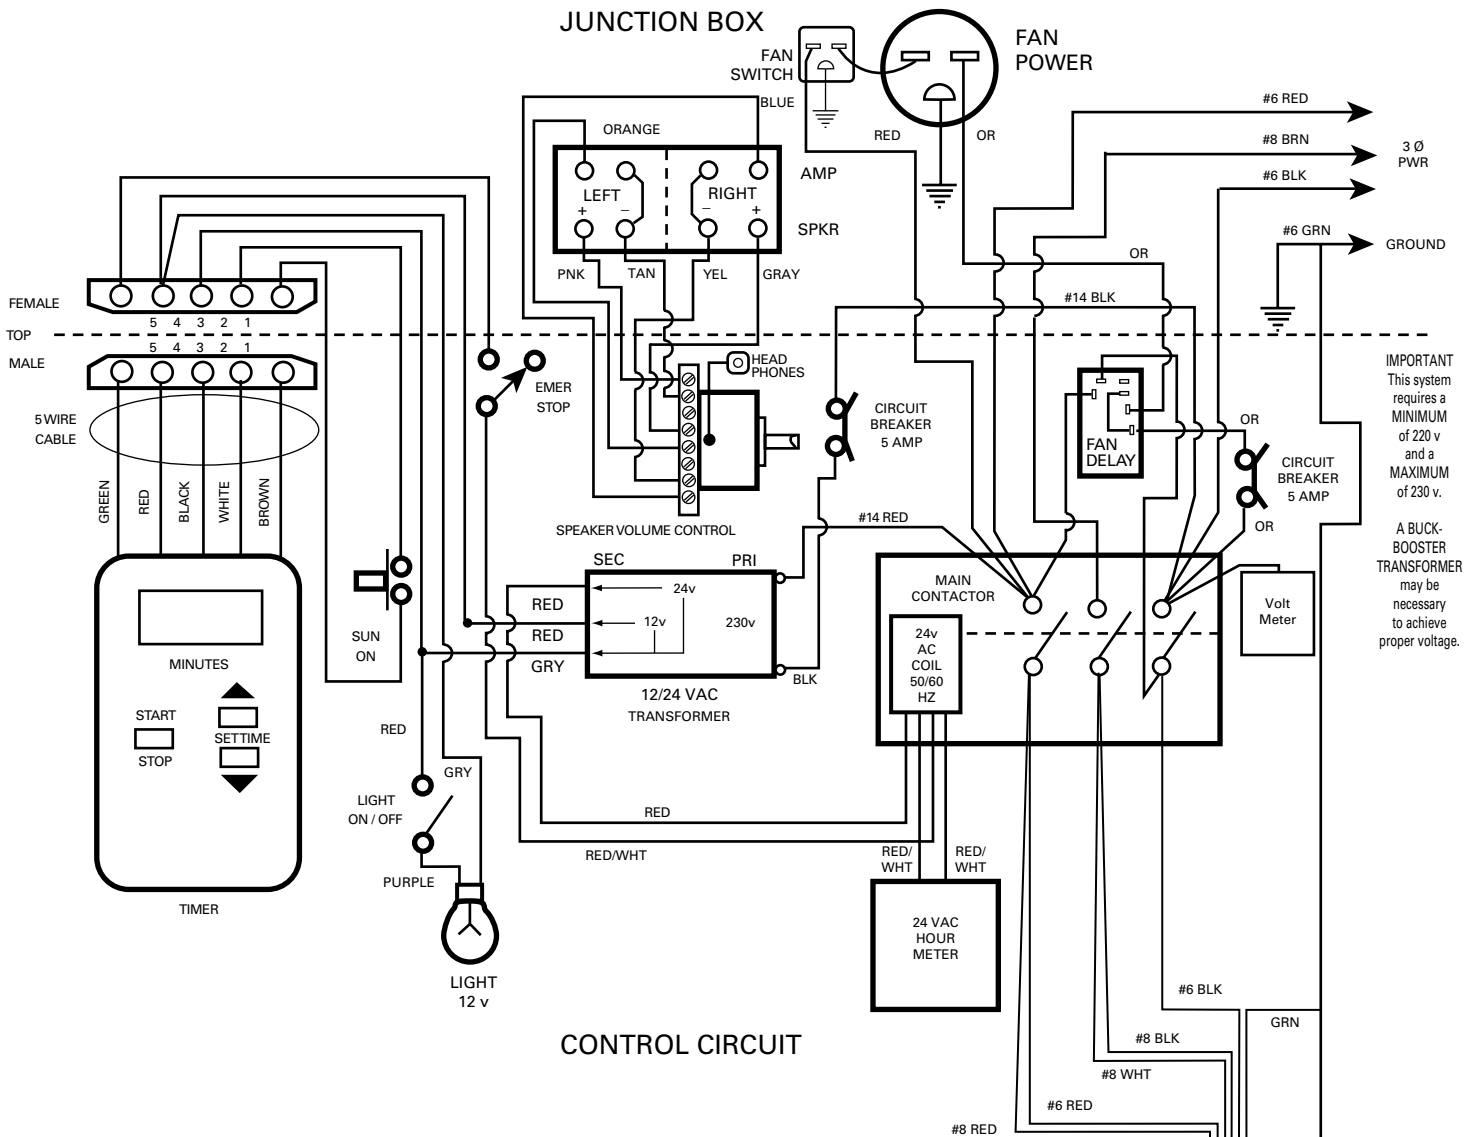 JUNCTION BOX
FAN
SWITCH
FAN
POWER
BLUE
ORANGE
RED
OR
#6 RED
#8 BRN
#6 BLK
3 Ø
PWR
#6 GRN
GROUND
AMP
LEFT
RIGHT
+
–
–
+
SPKR
PNK
TAN
YEL
GRAY
OR
#14 BLK
FEMALE
5 4 3 2 1
TOP
5 4 3 2 1
MALE
5 WIRE
CABLE
GREEN
RED
BLACK
WHITE
BROWN
EMER
STOP
HEAD
PHONES
CIRCUIT
BREAKER
5 AMP
FAN
DELAY
OR
CIRCUIT
BREAKER
5 AMP
OR
IMPORTANT
This system
requires a
MINIMUM
of 220 v
and a
MAXIMUM
of 230 v.
A BUCK-
BOOSTER
TRANSFORMER
may be
necessary
to achieve
proper voltage.
SPEAKER VOLUME CONTROL
#14 RED
SEC
PRI
24v
12v
230v
RED
RED
GRY
BLK
12/24 VAC
TRANSFORMER
MAIN
CONTACTOR
24v
AC
COIL
50/60
HZ
Volt
Meter
SUN
ON
MINUTES
START
STOP
SET TIME
TIMER
RED
GRY
LIGHT
ON / OFF
PURPLE
LIGHT
12 v
RED
RED/WHT
RED/
WHT
RED/
WHT
24 VAC
HOUR
METER
#6 BLK
GRN
#8 BLK
#8 WHT
#6 RED
#8 RED
CONTROL CIRCUIT